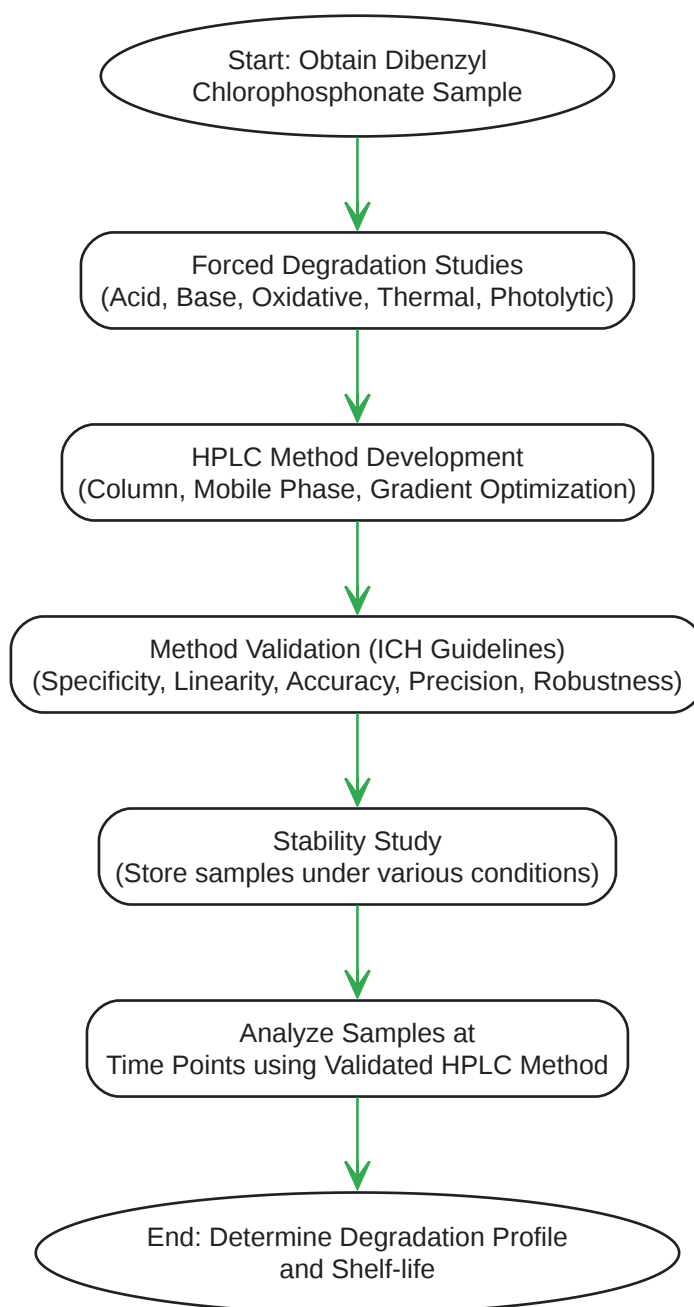 Start: Obtain Dibenzyl
Chlorophosphonate Sample
Forced Degradation Studies
(Acid, Base, Oxidative, Thermal, Photolytic)
HPLC Method Development
(Column, Mobile Phase, Gradient Optimization)
Method Validation (ICH Guidelines)
(Specificity, Linearity, Accuracy, Precision, Robustness)
Stability Study
(Store samples under various conditions)
Analyze Samples at
Time Points using Validated HPLC Method
End: Determine Degradation Profile
and Shelf-life